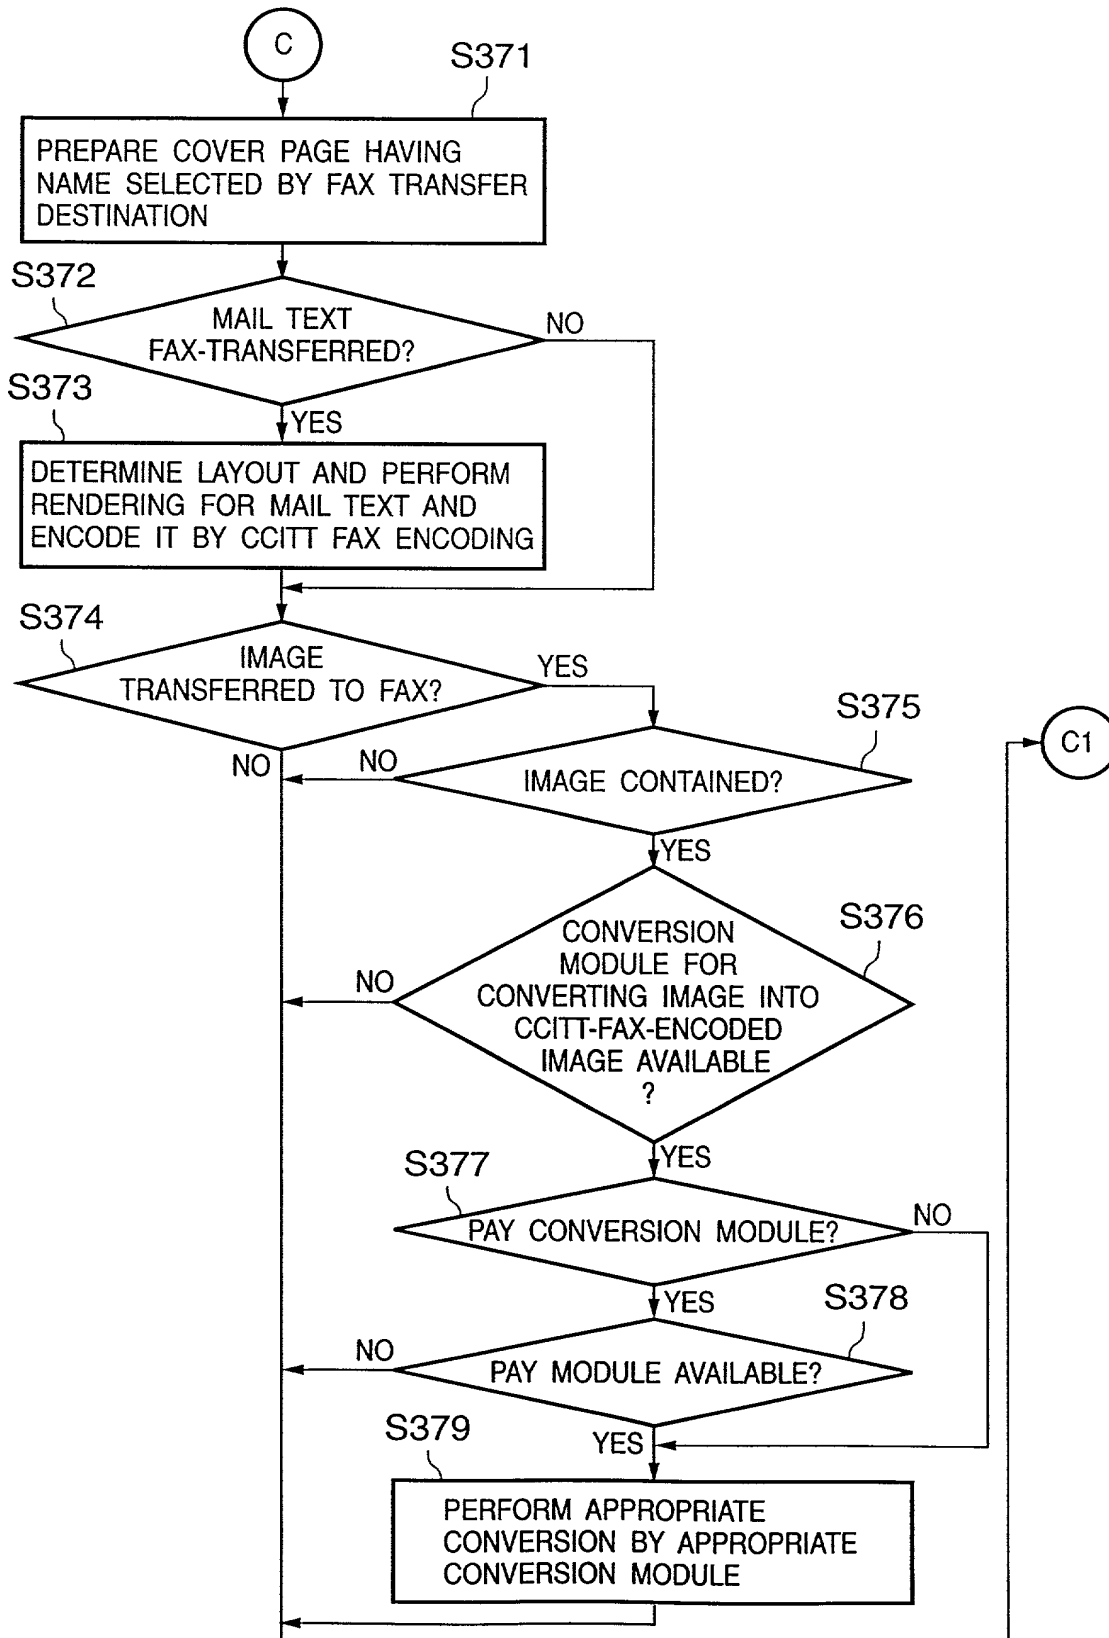 C
S371
PREPARE COVER PAGE HAVING
NAME SELECTED BY FAX TRANSFER
DESTINATION
S372
MAIL TEXT
FAX-TRANSFERRED?
NO
S373
YES
DETERMINE LAYOUT AND PERFORM
RENDERING FOR MAIL TEXT AND
ENCODE IT BY CCITT FAX ENCODING
S374
IMAGE
TRANSFERRED TO FAX?
YES
NO
S375
C1
NO
IMAGE CONTAINED?
YES
S376
CONVERSION
MODULE FOR
CONVERTING IMAGE INTO
CCITT-FAX-ENCODED
IMAGE AVAILABLE
?
NO
YES
S377
PAY CONVERSION MODULE?
NO
YES
S378
NO
PAY MODULE AVAILABLE?
YES
S379
PERFORM APPROPRIATE
CONVERSION BY APPROPRIATE
CONVERSION MODULE